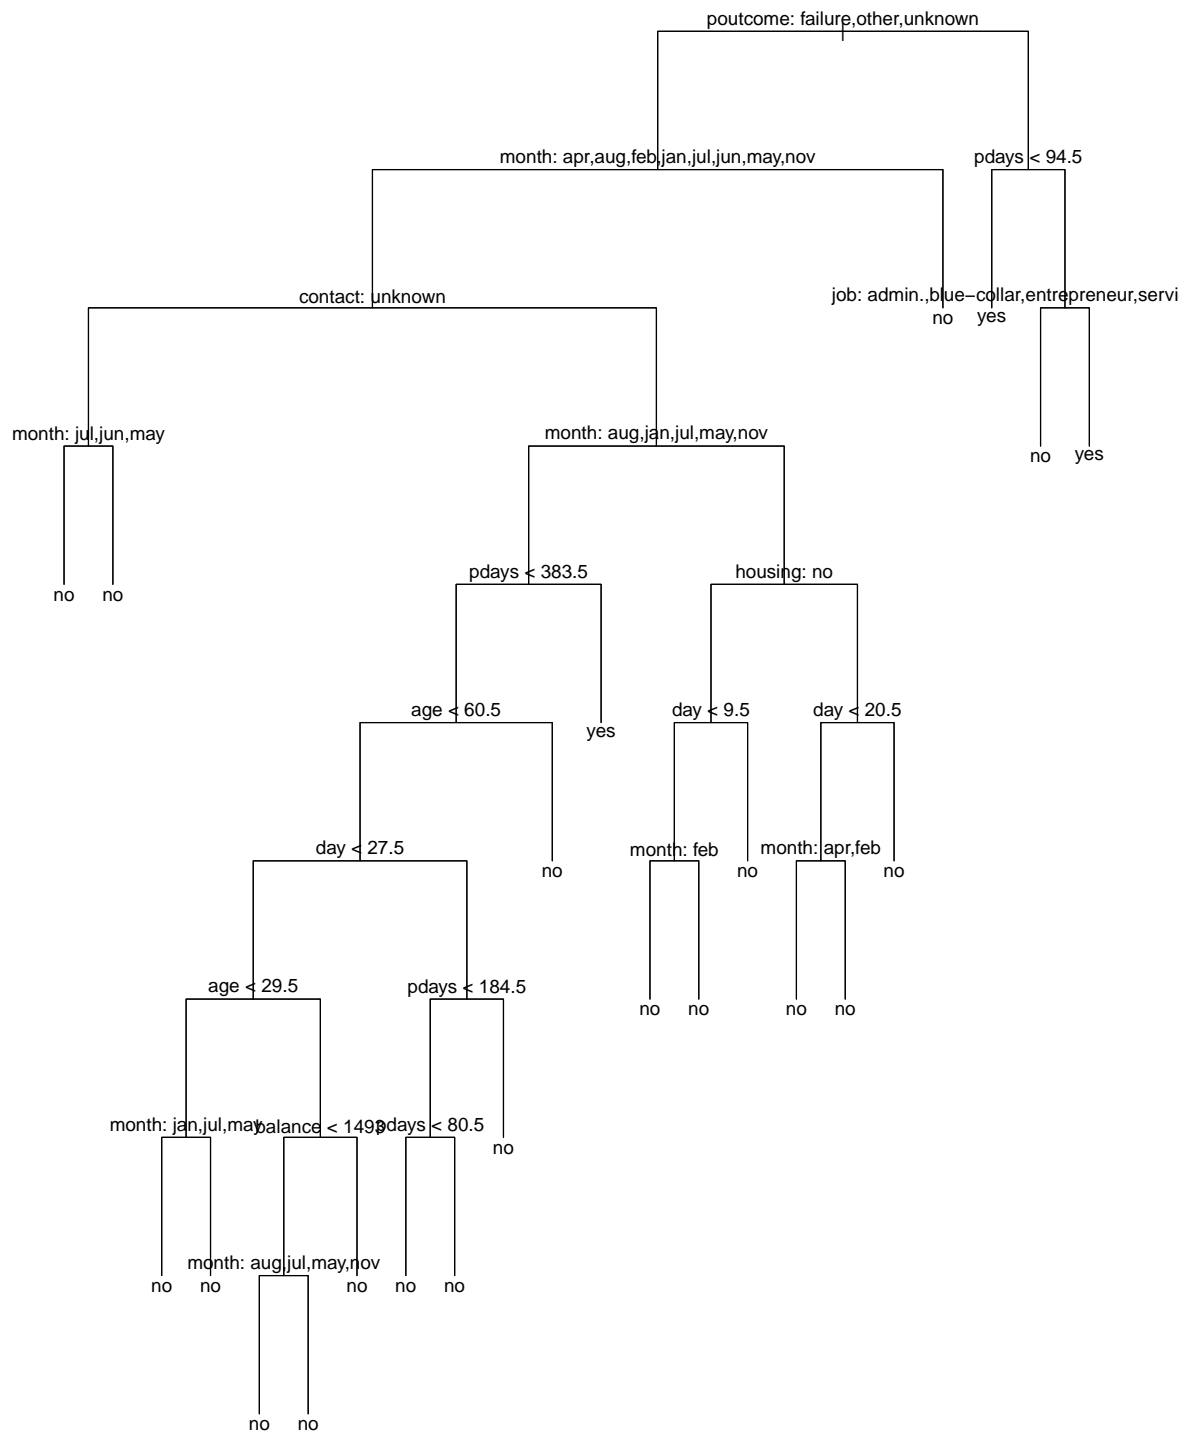 poutcome: failure,other,unknown
month: apr,aug,feb,jan,jul,jun,may,nov
pdays < 94.5
contact: unknown
job: admin.,blue−collar,entrepreneur,servi
no
yes
month: jul,jun,may
month: aug,jan,jul,may,nov
no
yes
pdays < 383.5
housing: no
no
no
age < 60.5
yes
day < 9.5
day < 20.5
day < 27.5
no
month: feb
no
month: apr,feb
no
age < 29.5
pdays < 184.5
no
no
no
no
month: jan,jul,may
balance < 1493
pdays < 80.5
no
no
no
month: aug,jul,may,nov
no
no
no
no
no